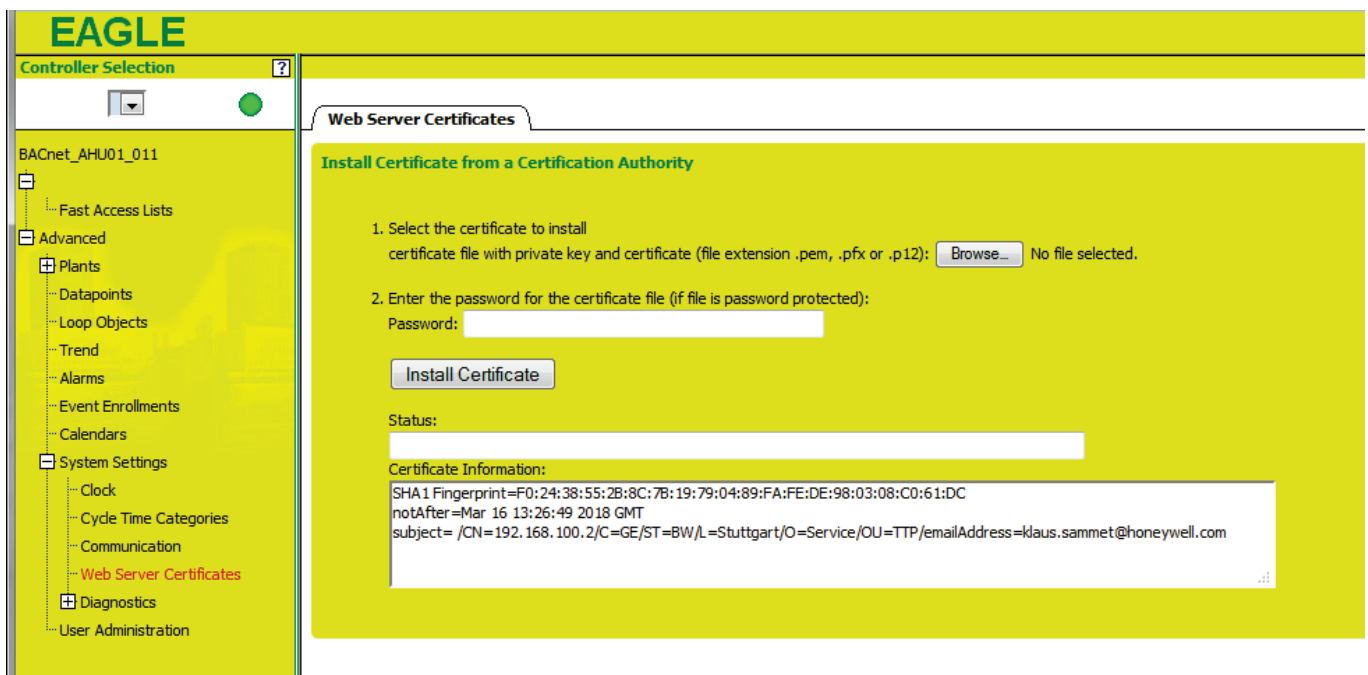 EAGLE
Controller Selection ?
BACnet_AHU01_011
Fast Access Lists
Advanced
Plants
Datapoints
Loop Objects
Trend
Alarms
Event Enrollments
Calendars
System Settings
Clock
Cycle Time Categories
Communication
Web Server Certificates
Diagnostics
User Administration
Web Server Certificates
Install Certificate from a Certification Authority
1. Select the certificate to install
certificate file with private key and certificate (file extension .pem, .pfx or .p12): Browse... No file selected.
2. Enter the password for the certificate file (if file is password protected):
Password:
Install Certificate
Status:
Certificate Information:
SHA1 Fingerprint=F0:24:38:55:2B:8C:7B:19:79:04:89:FA:FE:DE:98:03:08:C0:61:DC
notAfter=Mar 16 13:26:49 2018 GMT
subject= /CN=192.168.100.2/C=GE/ST=BW/L=Stuttgart/O=Service/OU=TTP/emailAddress=klaus.sammet@honeywell.com